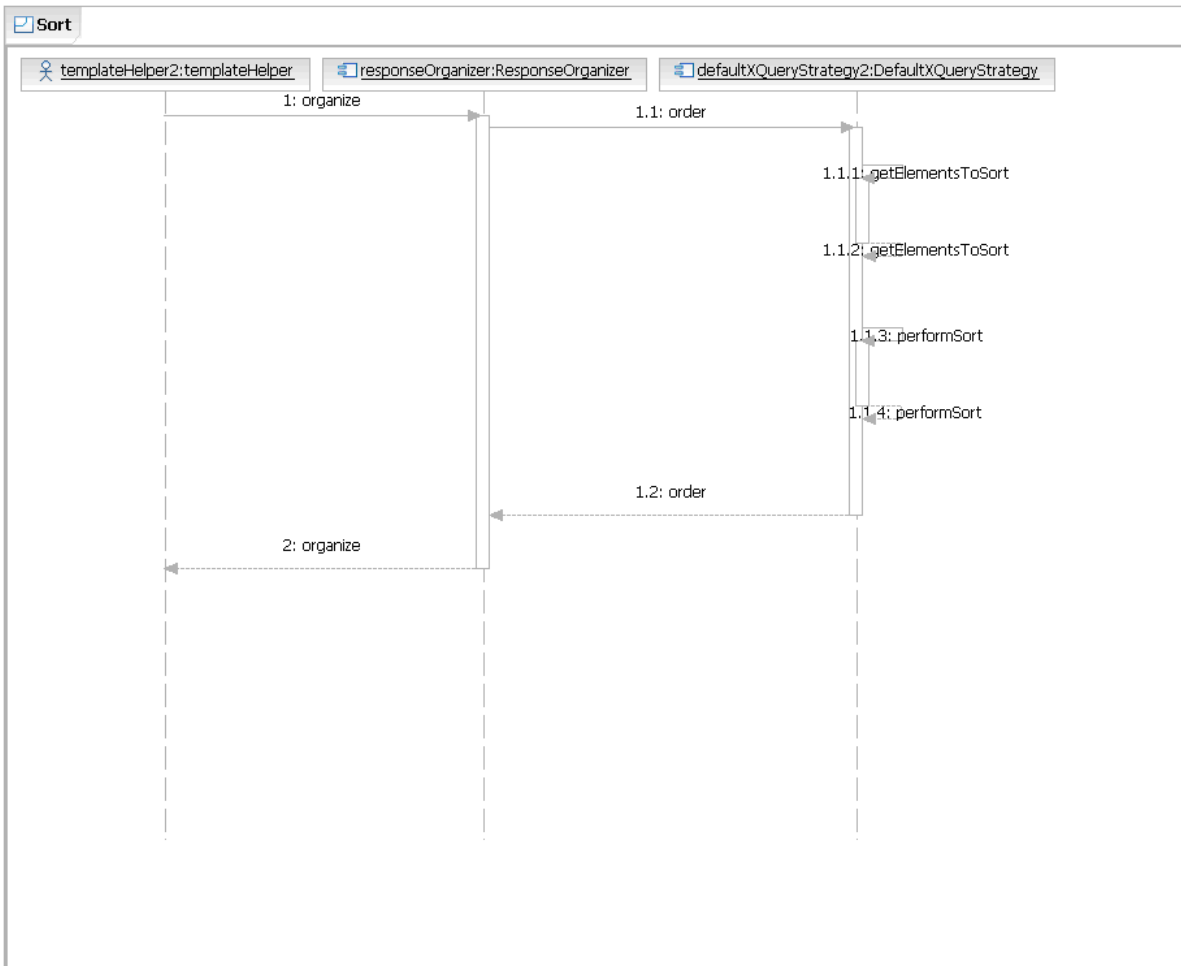 Sort
templateHelper2:templateHelper
responseOrganizer:ResponseOrganizer
defaultXQueryStrategy2:DefaultXQueryStrategy
1: organize
1.1: order
1.1.1: getElementsToSort
1.1.2: getElementsToSort
1.1.3: performSort
1.1.4: performSort
1.2: order
2: organize